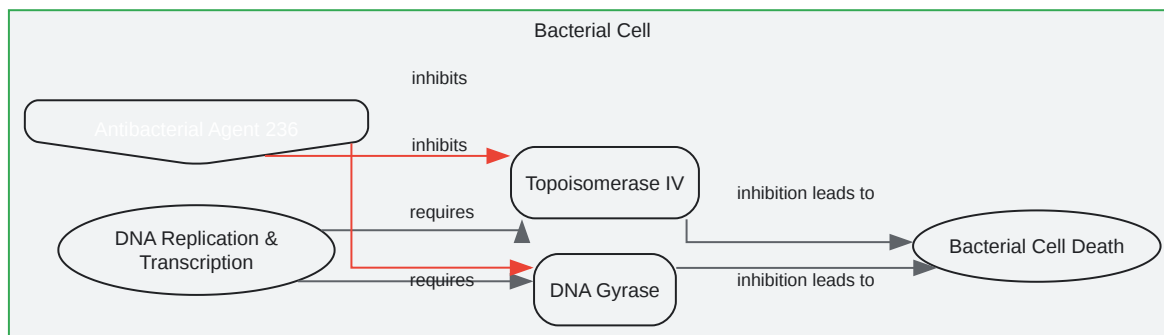 Bacterial Cell
inhibits
Antibacterial Agent 236
inhibits
Topoisomerase IV
inhibition leads to
requires
DNA Replication &
Transcription
Bacterial Cell Death
requires
DNA Gyrase
inhibition leads to